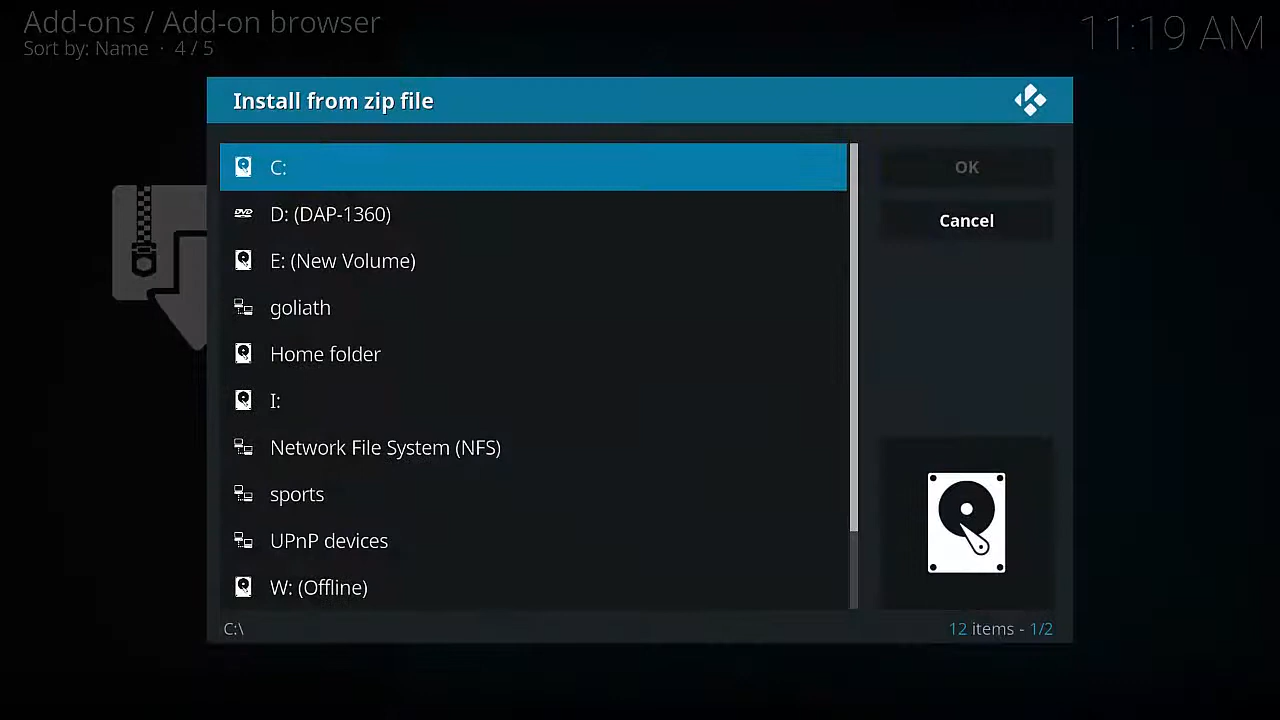 Add-ons / Add-on browser
Sort by: Name · 4 / 5
11:19 AM
Install from zip file
C:
OK
D: (DAP-1360)
Cancel
E: (New Volume)
goliath
Home folder
I:
Network File System (NFS)
sports
UPnP devices
W: (Offline)
C:\
12 items - 1/2